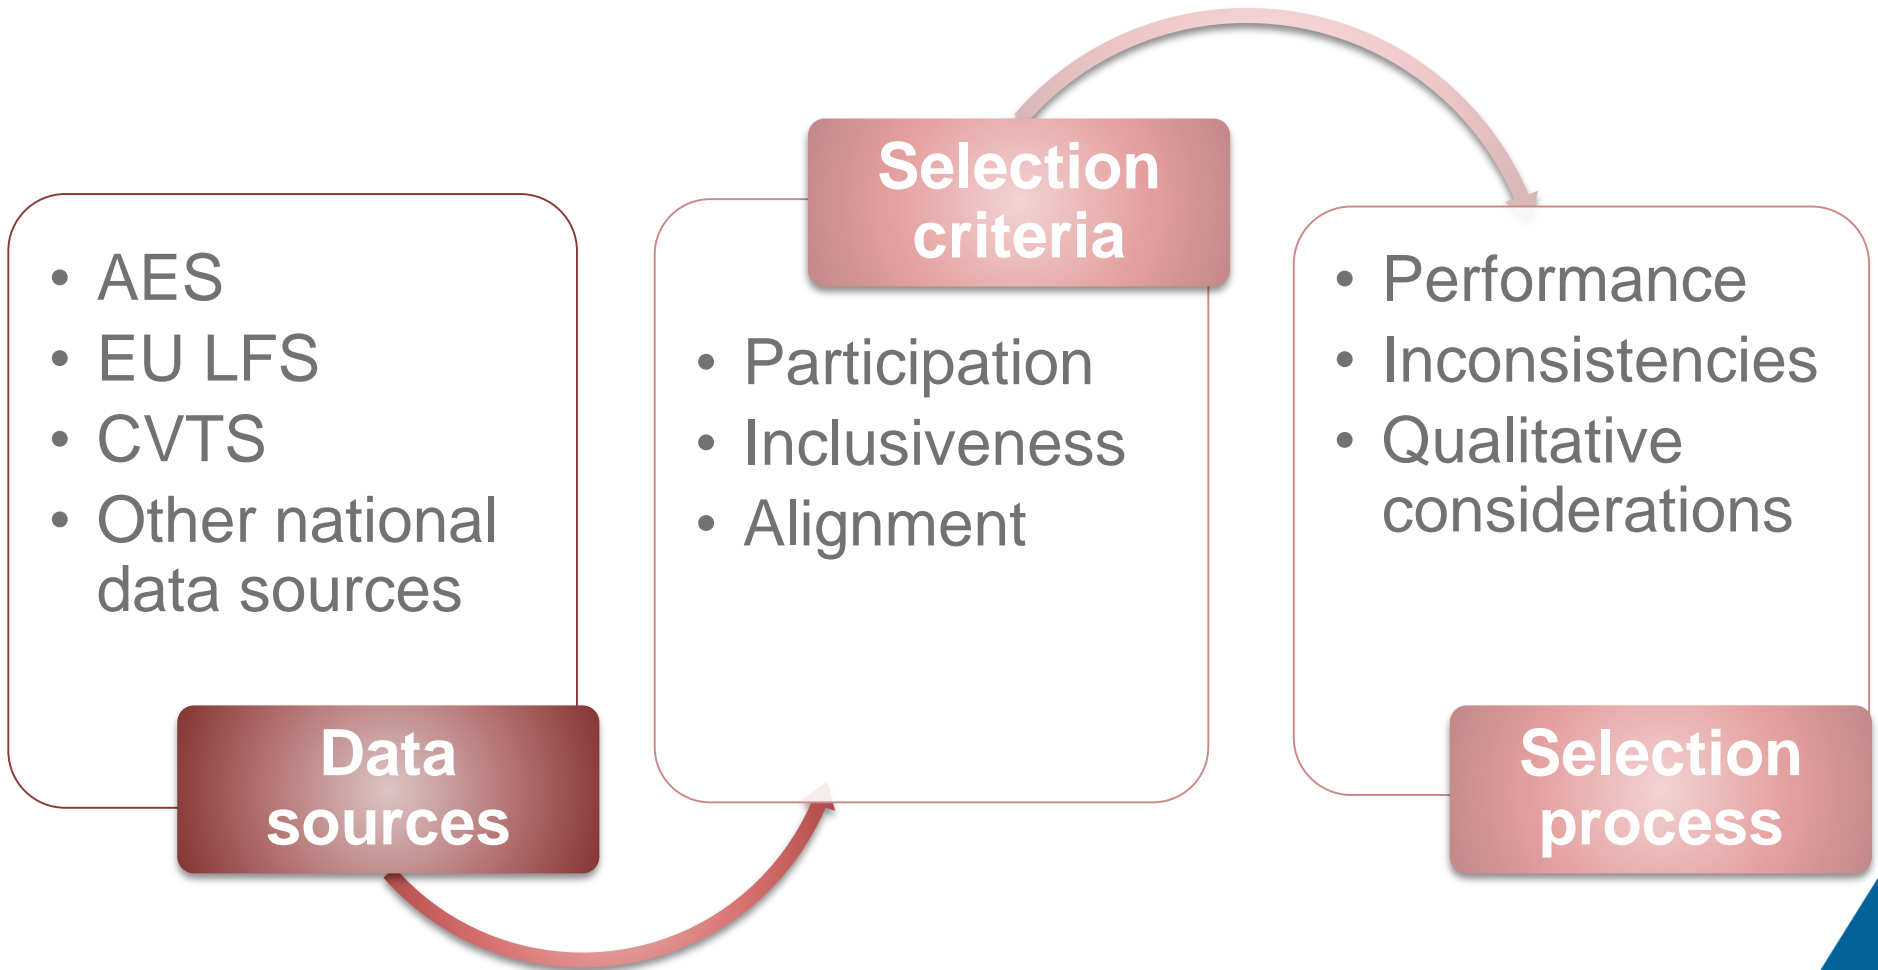 • AES
• EU LFS
• CVTS
• Other national
data sources
Data
sources
Selection
criteria
• Participation
• Inclusiveness
• Alignment
• Performance
• Inconsistencies
• Qualitative
considerations
Selection
process